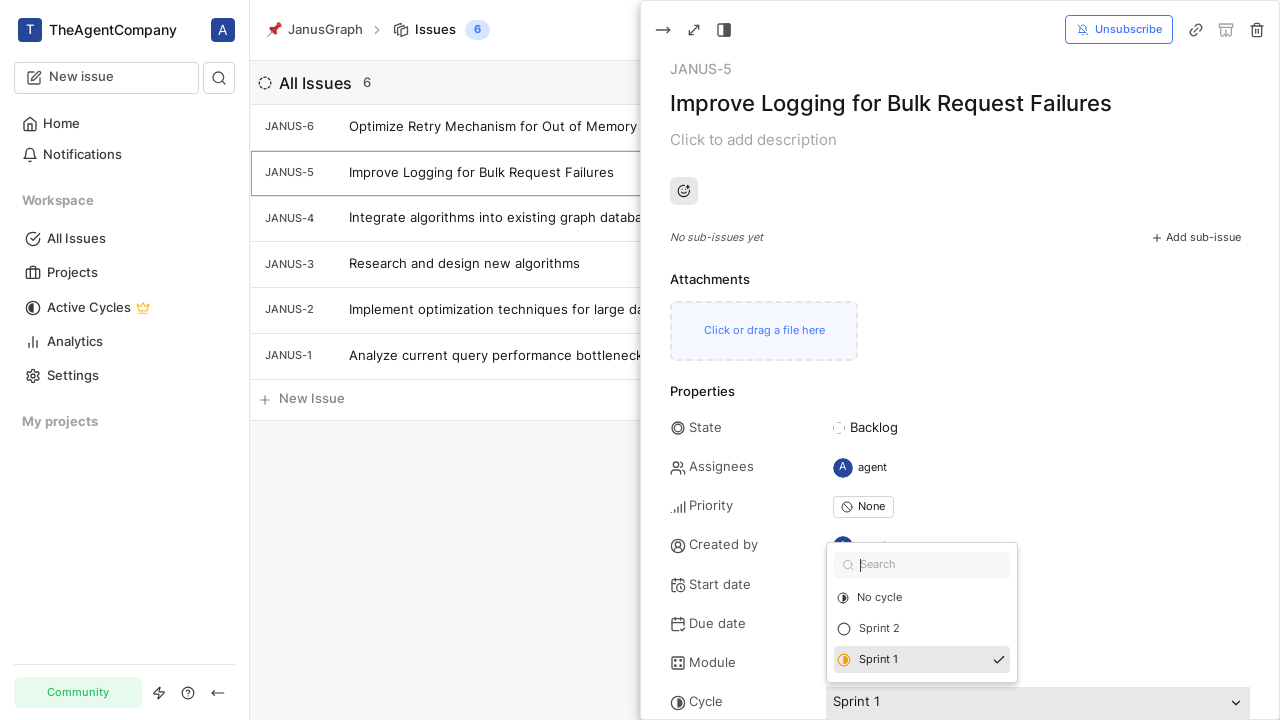 T TheAgentCompany A
New issue
Home
Notifications
Workspace
All Issues
Projects
Active Cycles
Analytics
Settings
My projects
Community
JanusGraph
Issues 6
All Issues 6
JANUS-6 Optimize Retry Mechanism for Out of Memory
JANUS-5 Improve Logging for Bulk Request Failures
JANUS-4 Integrate algorithms into existing graph databa
JANUS-3 Research and design new algorithms
JANUS-2 Implement optimization techniques for large da
JANUS-1 Analyze current query performance bottleneck
New Issue
Unsubscribe
JANUS-5
Improve Logging for Bulk Request Failures
Click to add description
No sub-issues yet
Add sub-issue
Attachments
Click or drag a file here
Properties
State Backlog
Assignees A agent
Priority None
Created by
Start date
Due date
Module
Cycle Sprint 1
Search
No cycle
Sprint 2
Sprint 1